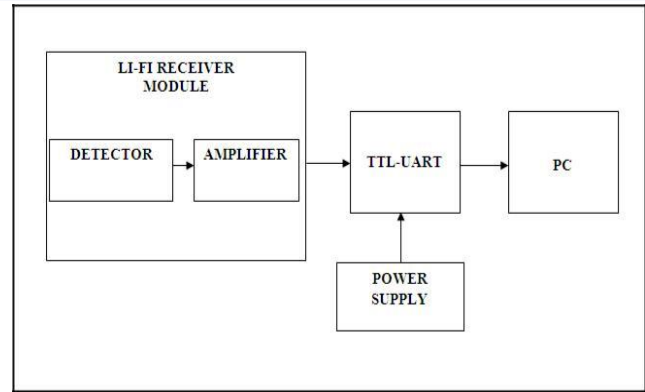 LI-FI RECEIVER
MODULE
DETECTOR
AMPLIFIER
TTL-UART
PC
POWER
SUPPLY